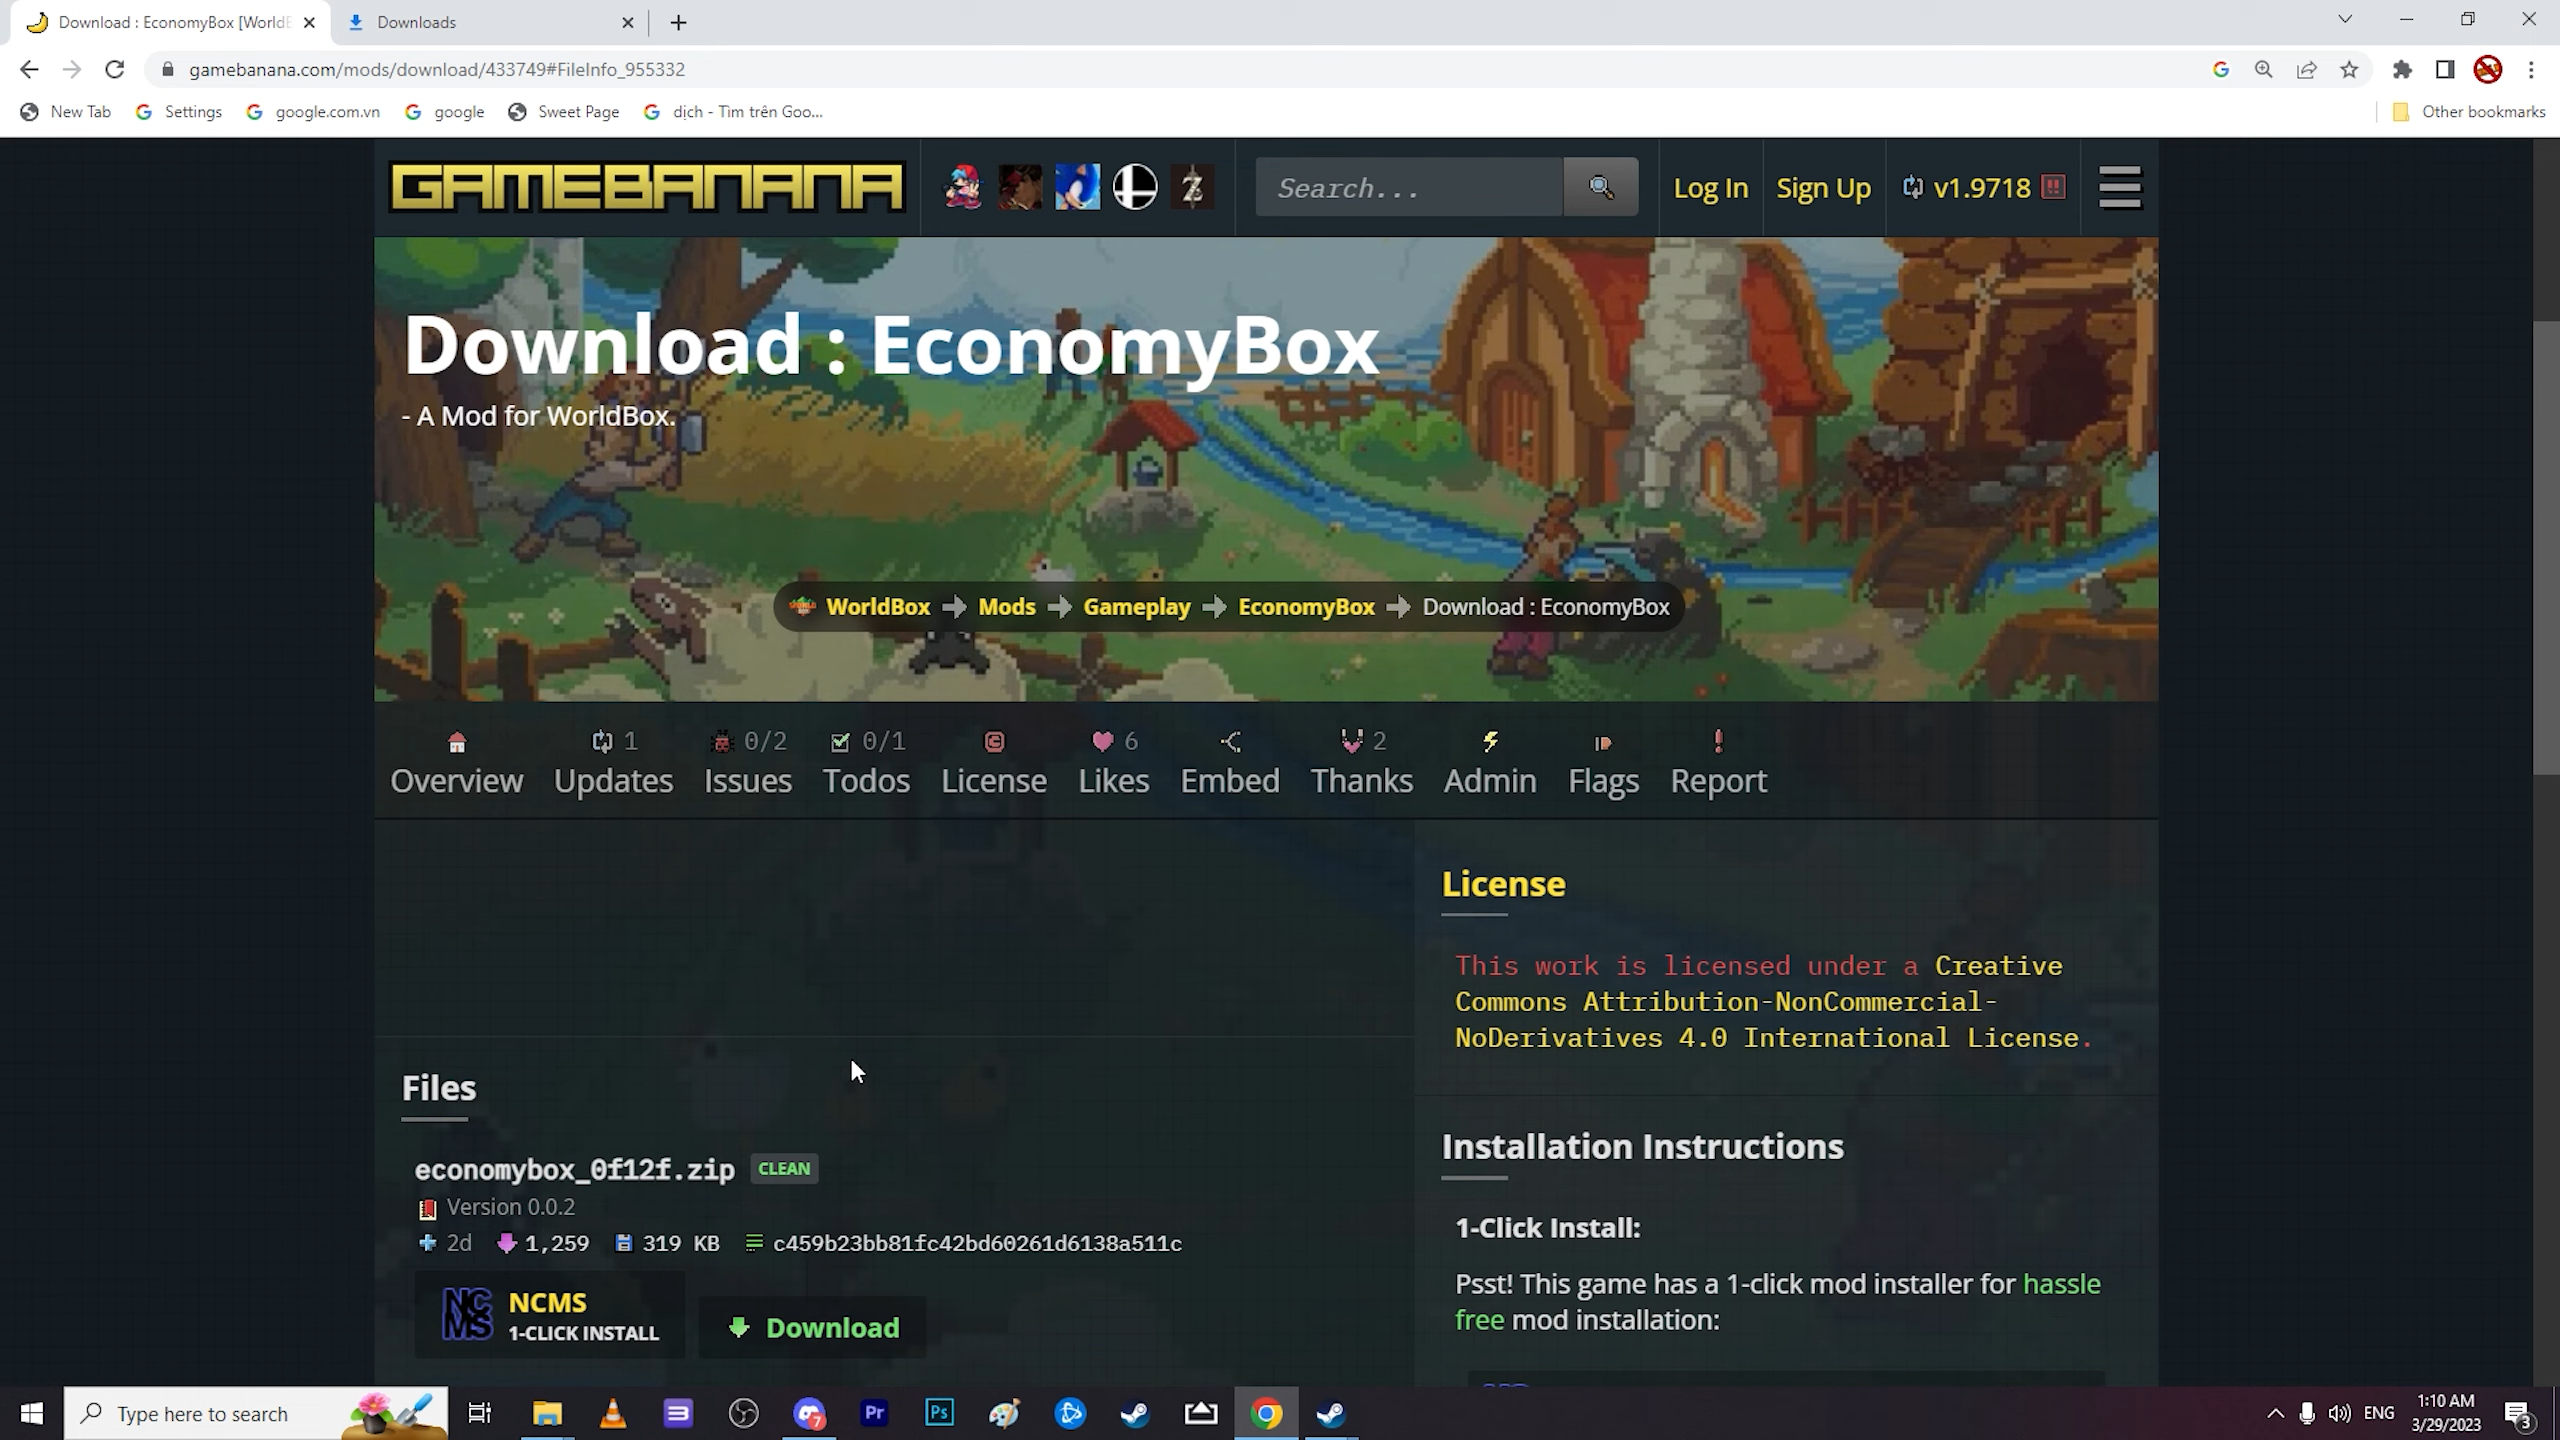 Download : EconomyBox [World
Downloads
gamebanana.com/mods/download/433749#FileInfo_955332
New Tab
Settings
google.com.vn
google
Sweet Page
dịch - Tìm trên Goo...
Other bookmarks
GAMEBANANA
Search...
Log In
Sign Up
v1.9718
Download : EconomyBox
- A Mod for WorldBox.
WorldBox
Mods
Gameplay
EconomyBox
Download : EconomyBox
1
0/2
0/1
6
2
Overview
Updates
Issues
Todos
License
Likes
Embed
Thanks
Admin
Flags
Report
License
This work is licensed under a Creative
Commons Attribution-NonCommercial-
NoDerivatives 4.0 International License.
Files
economybox_0f12f.zip CLEAN
Version 0.0.2
2d 1,259 319 KB c459b23bb81fc42bd60261d6138a511c
NCMS
1-CLICK INSTALL
Download
Installation Instructions
1-Click Install:
Psst! This game has a 1-click mod installer for hassle
free mod installation:
Type here to search
7
Pr
Ps
ENG
1:10 AM
3/29/2023
3